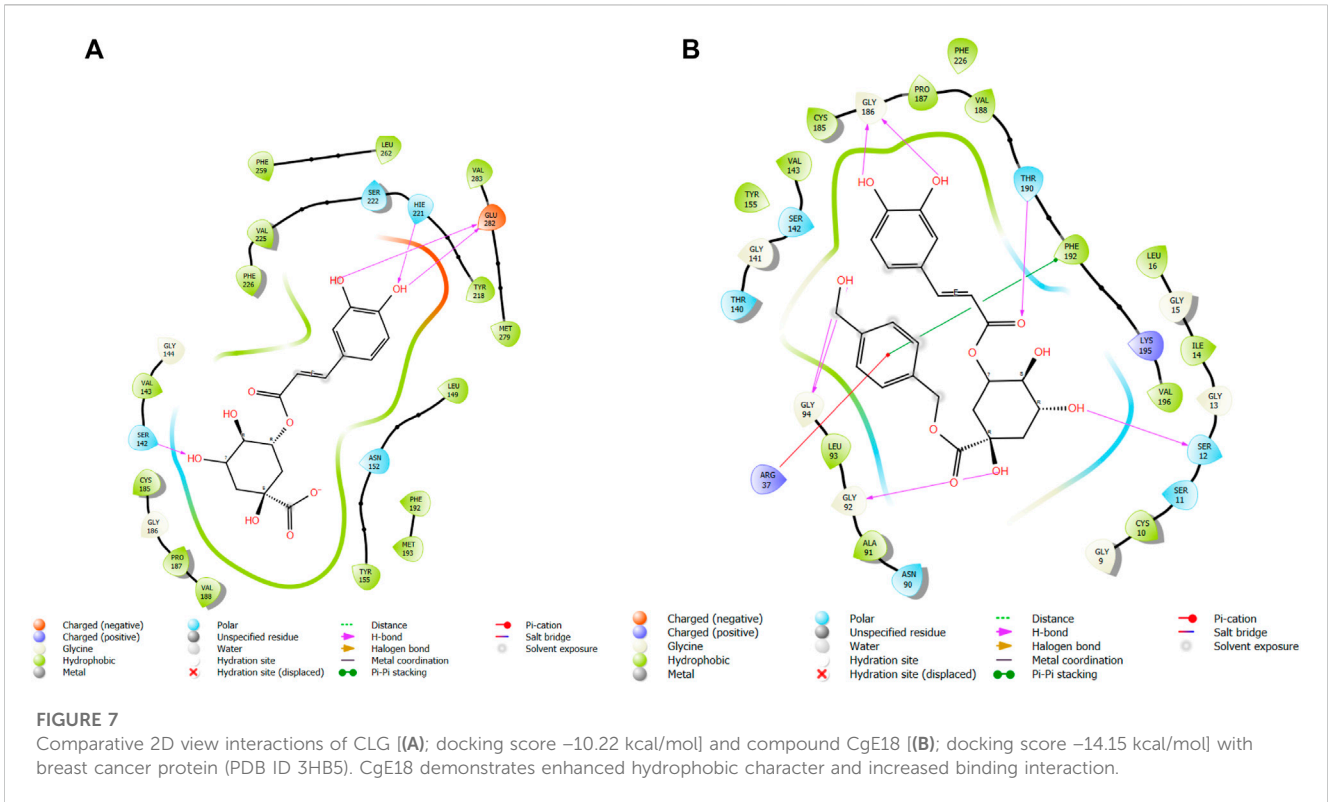 A
PHE
259
LEU
262
SER
222
HIE
221
VAL
283
GLU
282
VAL
225
PHE
226
TYR
218
MET
279
HO
OH
GLY
144
VAL
143
SER
142
O
O
HO
HO
R
R
?
S
O⁻
HO
O
LEU
149
ASN
152
CYS
185
GLY
186
PRO
187
VAL
188
PHE
192
MET
193
TYR
155
Charged (negative)
Charged (positive)
Glycine
Hydrophobic
Metal
Polar
Unspecified residue
Water
Hydration site
Hydration site (displaced)
Distance
H-bond
Halogen bond
Metal coordination
Pi-Pi stacking
Pi-cation
Salt bridge
Solvent exposure
B
PHE
226
PRO
187
GLY
186
VAL
188
CYS
185
VAL
143
TYR
155
SER
142
GLY
141
THR
140
THR
190
PHE
192
LEU
16
GLY
15
ILE
14
GLY
13
LYS
195
VAL
196
SER
12
SER
11
CYS
10
GLY
9
HO
OH
OH
E
O
O
OH
S
R
OH
O
R
O
OH
GLY
94
LEU
93
ARG
37
GLY
92
ALA
91
ASN
90
Charged (negative)
Charged (positive)
Glycine
Hydrophobic
Metal
Polar
Unspecified residue
Water
Hydration site
Hydration site (displaced)
Distance
H-bond
Halogen bond
Metal coordination
Pi-Pi stacking
Pi-cation
Salt bridge
Solvent exposure
FIGURE 7
Comparative 2D view interactions of CLG [(A); docking score –10.22 kcal/mol] and compound CgE18 [(B); docking score –14.15 kcal/mol] with
breast cancer protein (PDB ID 3HB5). CgE18 demonstrates enhanced hydrophobic character and increased binding interaction.